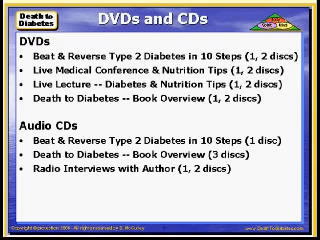 Death to
Diabetes
DVDs and CDs
DVDs
• Beat & Reverse Type 2 Diabetes in 10 Steps (1, 2 discs)
• Live Medical Conference & Nutrition Tips (1, 2 discs)
• Live Lecture -- Diabetes & Nutrition Tips (1, 2 discs)
• Death to Diabetes -- Book Overview (1, 2 discs)
Audio CDs
• Beat & Reverse Type 2 Diabetes in 10 Steps (1 disc)
• Death to Diabetes -- Book Overview (3 discs)
• Radio Interviews with Author (1, 2 discs)
www.DeathToDiabetes.com